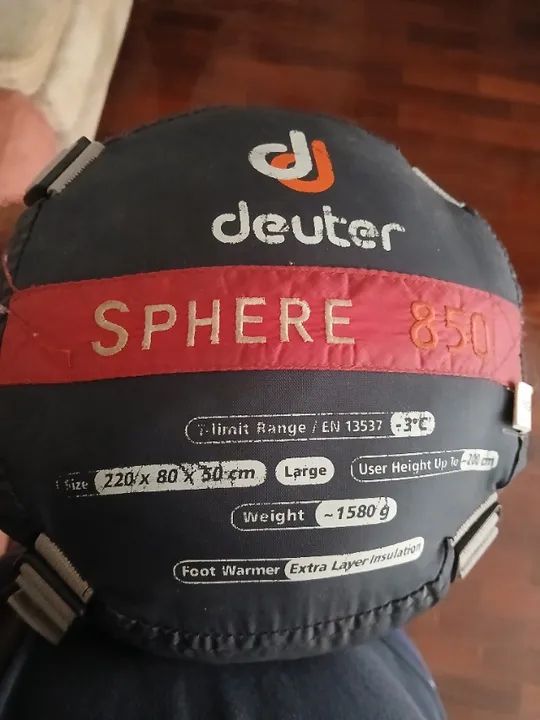 deuter
SPHERE 850
T-limit Range / EN 13537 -3°C
Size 220 x 80 x 50 cm Large User Height Up To ~200 cm
Weight ~1580 g
Foot Warmer Extra Layer Insulation